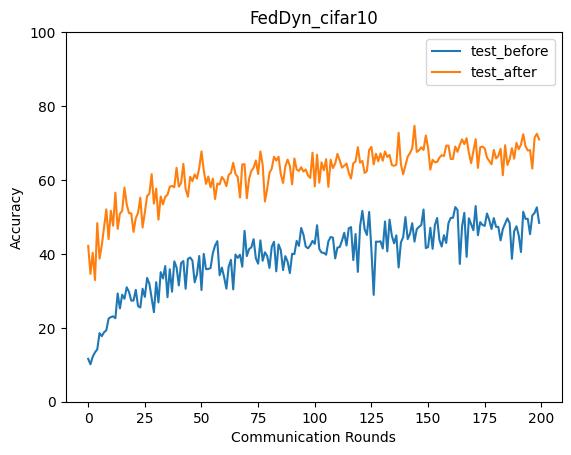 FedDyn_cifar10
100
80
60
40
20
0
Accuracy
test_before
test_after
0 25 50 75 100 125 150 175 200
Communication Rounds